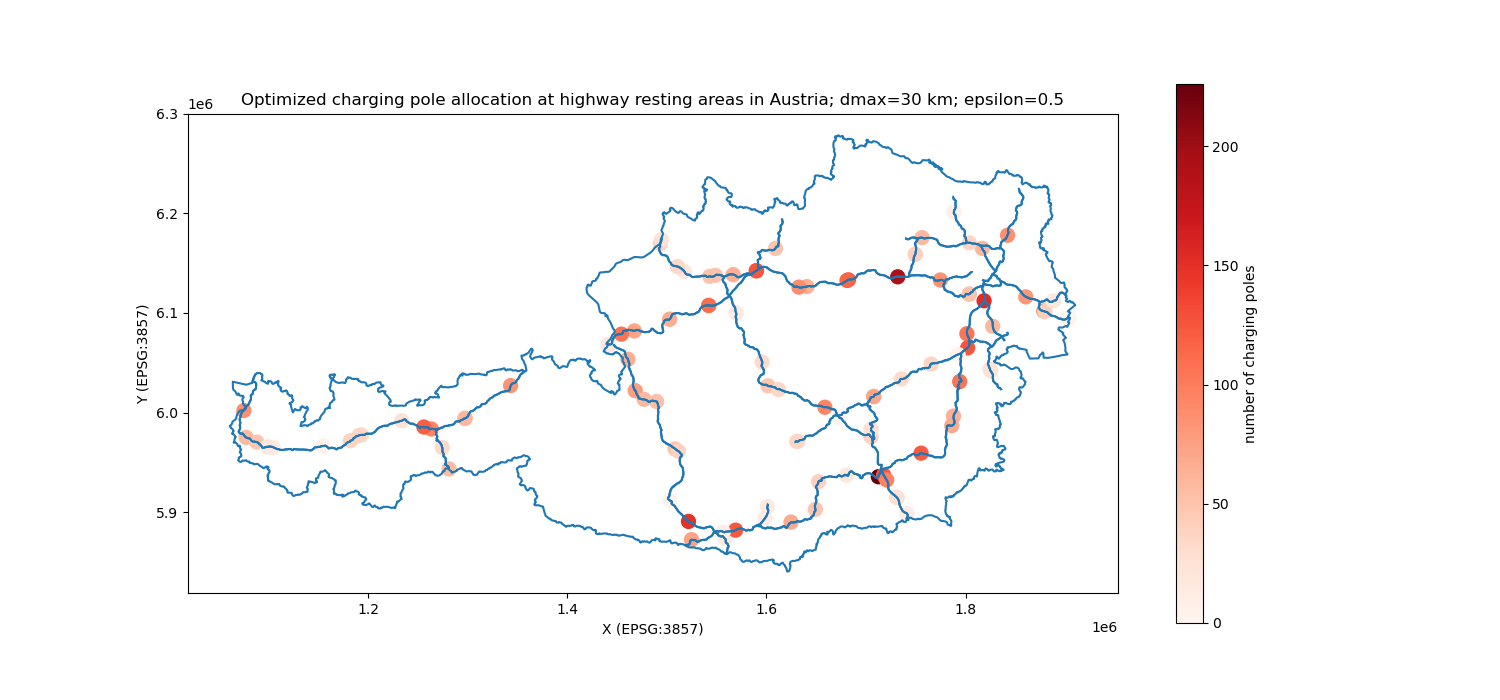 Optimized charging pole allocation at highway resting areas in Austria; dmax=30 km; epsilon=0.5
1e6
6.3
6.2
6.1
6.0
5.9
Y (EPSG:3857)
1.2
1.4
1.6
1.8
X (EPSG:3857)
1e6
200
150
100
50
0
number of charging poles